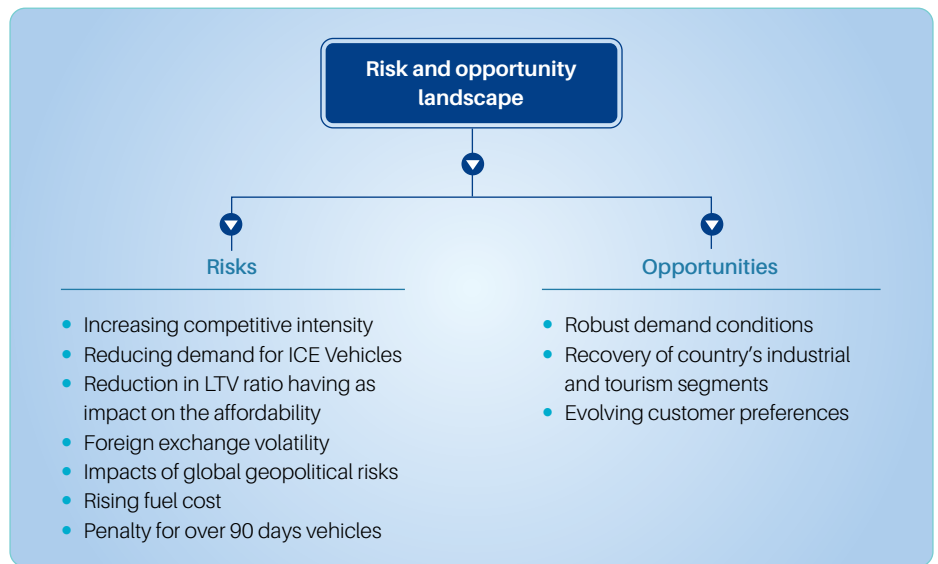 Risk and opportunity
landscape
Risks
• Increasing competitive intensity
• Reducing demand for ICE Vehicles
• Reduction in LTV ratio having as
impact on the affordability
• Foreign exchange volatility
• Impacts of global geopolitical risks
• Rising fuel cost
• Penalty for over 90 days vehicles
Opportunities
• Robust demand conditions
• Recovery of country’s industrial
and tourism segments
• Evolving customer preferences